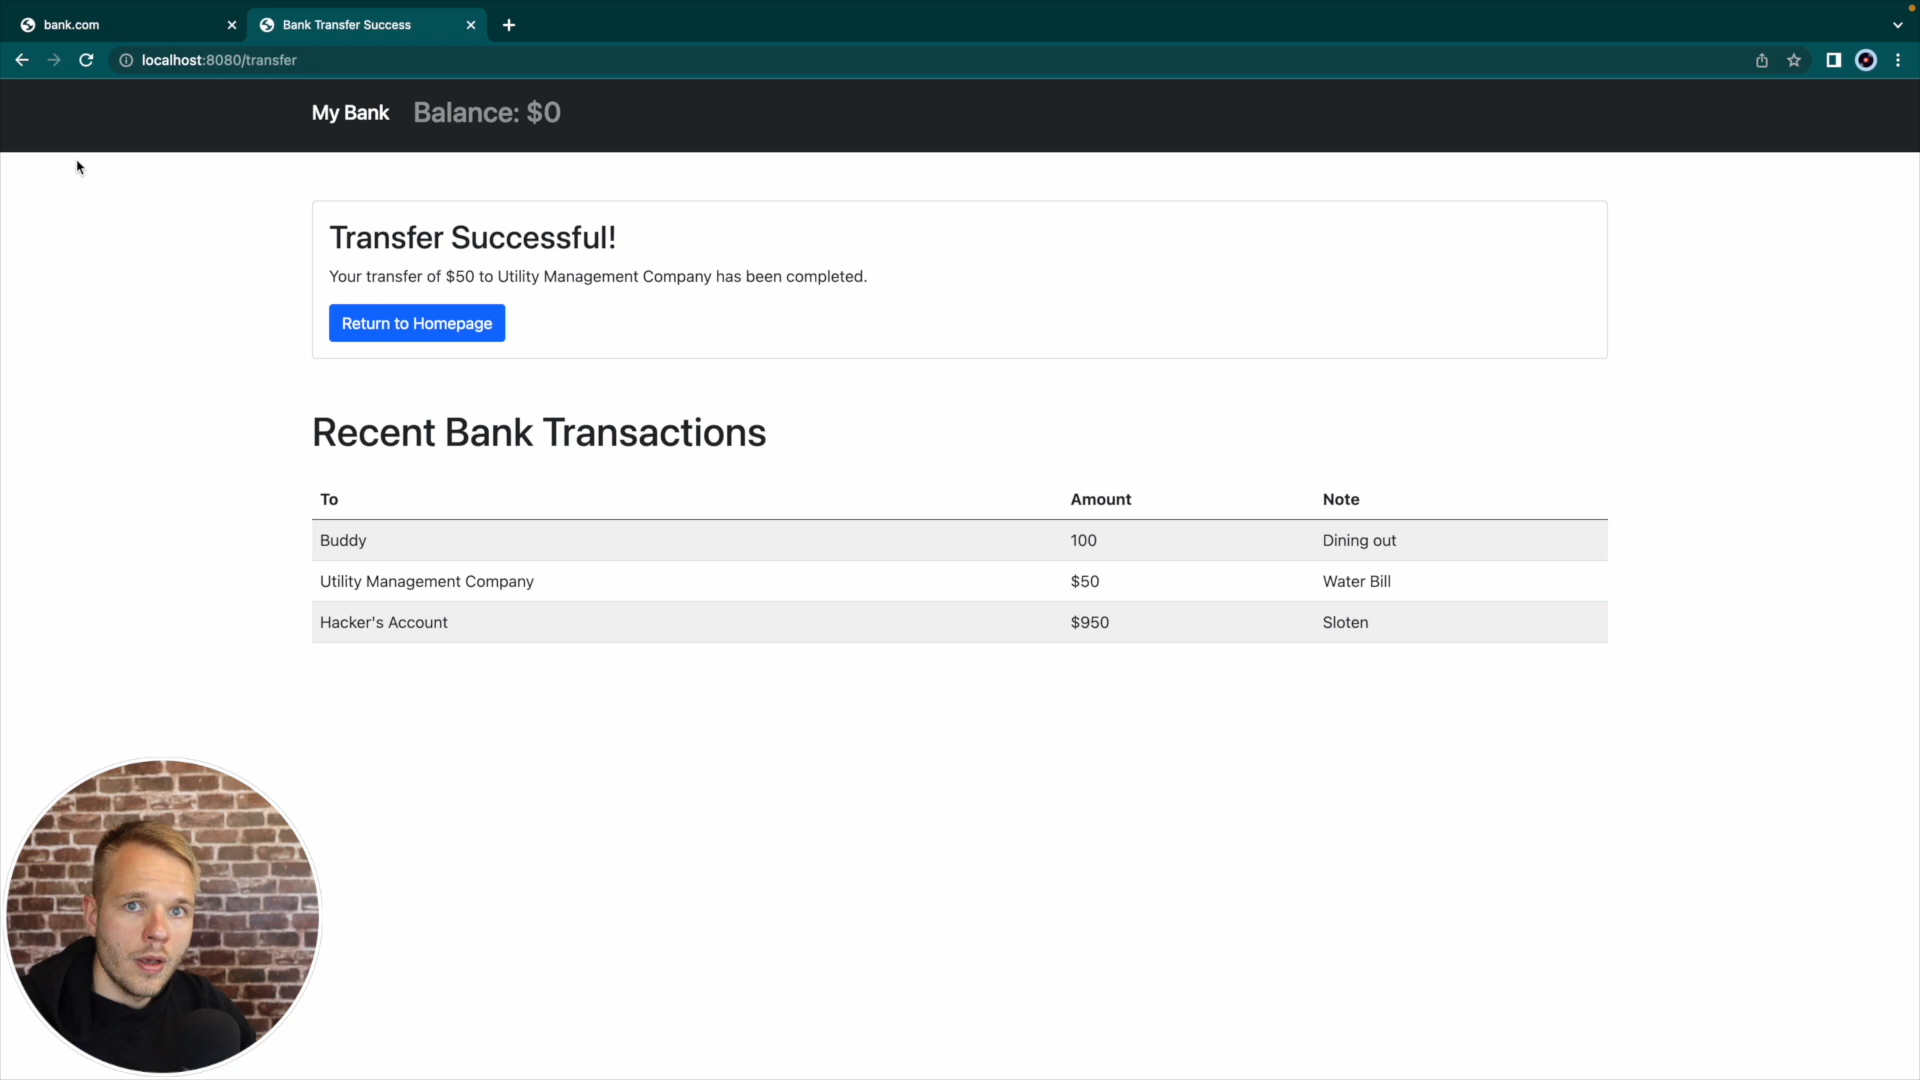 bank.com
Bank Transfer Success
localhost:8080/transfer
My Bank
Balance: $0
Transfer Successful!
Your transfer of $50 to Utility Management Company has been completed.
Return to Homepage
Recent Bank Transactions
To Amount Note
Buddy 100 Dining out
Utility Management Company $50 Water Bill
Hacker's Account $950 Sloten